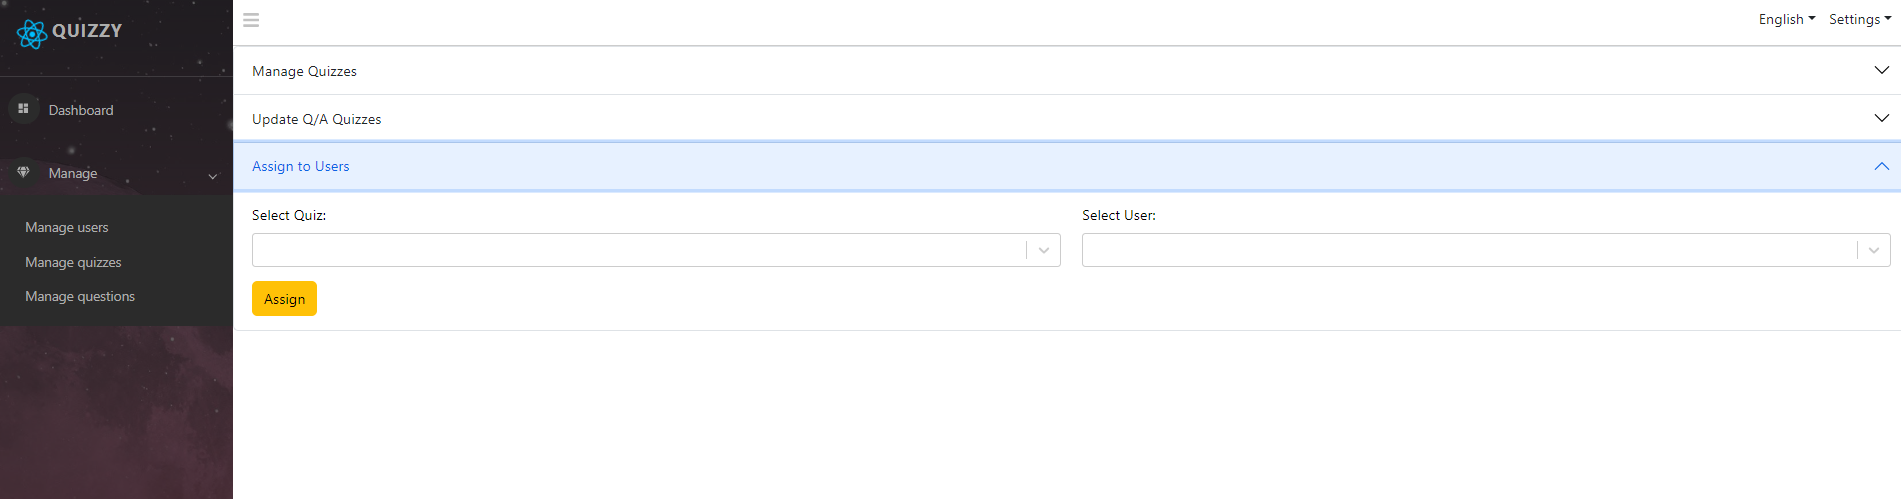 QUIZZY
English
Settings
Dashboard
Manage
Manage users
Manage quizzes
Manage questions
Manage Quizzes
Update Q/A Quizzes
Assign to Users
Select Quiz:
Select User:
Assign